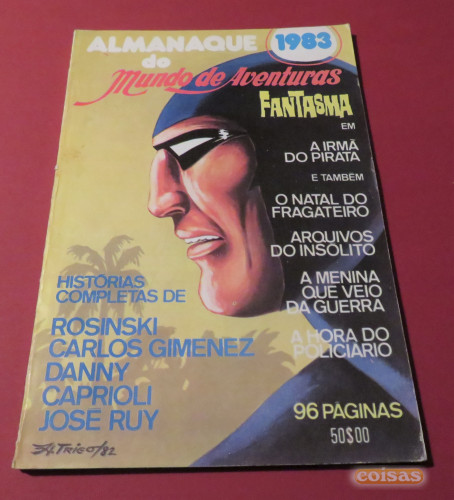 ALMANAQUE 1983
do
Mundo de Aventuras
FANTASMA
EM
A IRMÃ
DO PIRATA
E TAMBÉM
O NATAL DO
FRAGATEIRO
ARQUIVOS
DO INSÓLITO
A MENINA
QUE VEIO
DA GUERRA
A HORA DO
POLICIÁRIO
HISTÓRIAS
COMPLETAS DE
ROSINSKI
CARLOS GIMENEZ
DANNY
CAPRIOLI
JOSÉ RUY
96 PÁGINAS
50$00
A.TRIGO/82
coisas